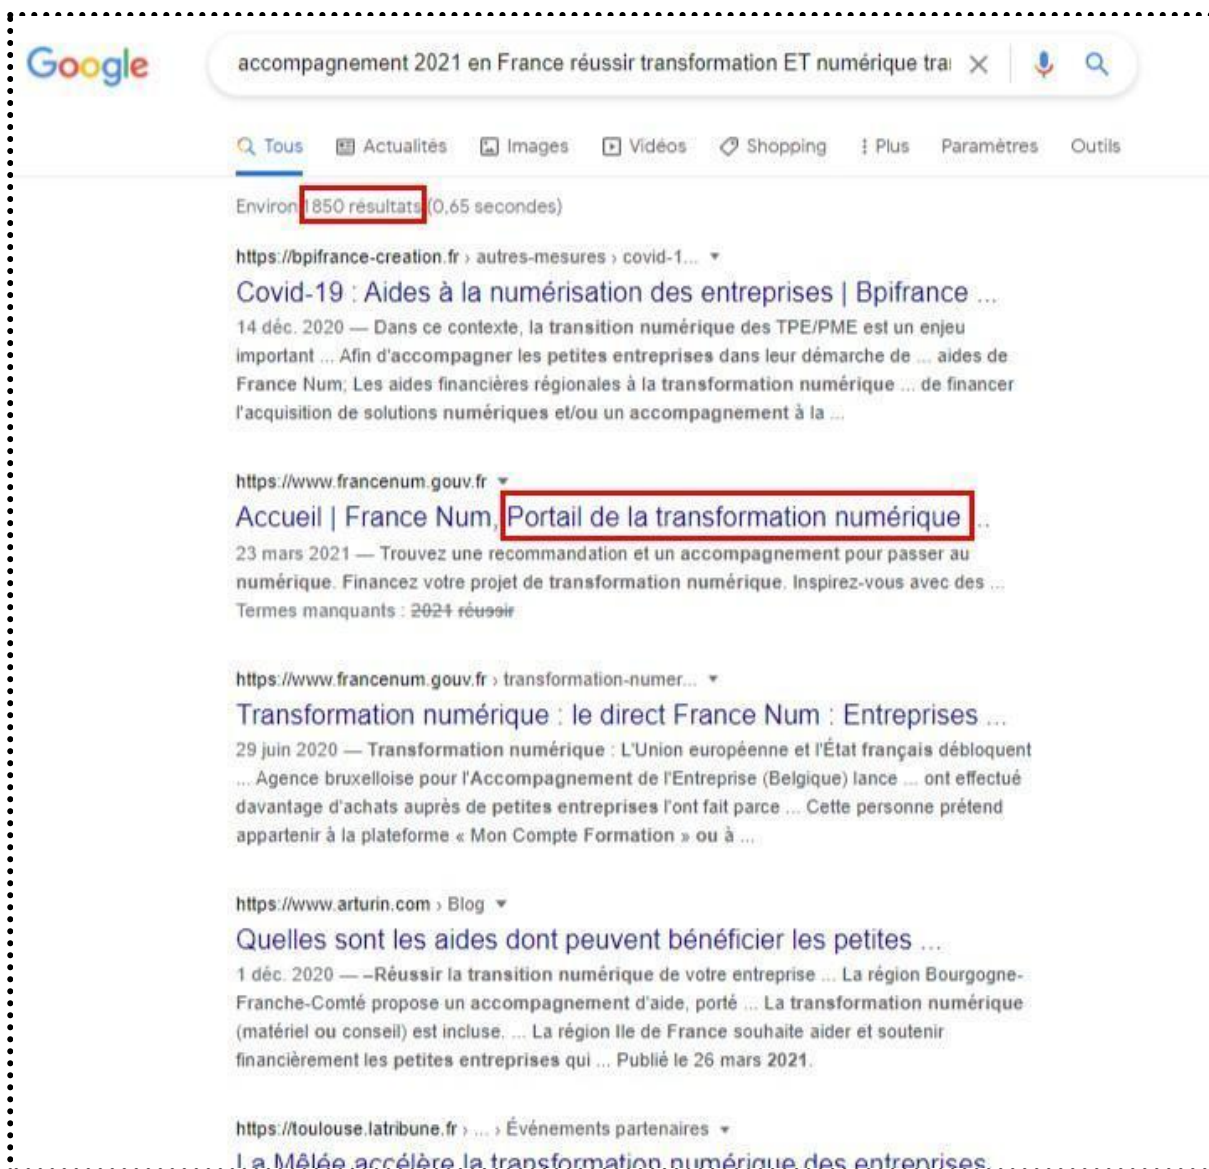 Google
accompagnement 2021 en France réussir transformation ET numérique tra
Tous Actualités Images Vidéos Shopping Plus Paramètres Outils
Environ 1850 résultats (0,65 secondes)
https://bpifrance-creation.fr › autres-mesures › covid-1...
Covid-19 : Aides à la numérisation des entreprises | Bpifrance ...
14 déc. 2020 — Dans ce contexte, la transition numérique des TPE/PME est un enjeu
important ... Afin d'accompagner les petites entreprises dans leur démarche de ... aides de
France Num; Les aides financières régionales à la transformation numérique ... de financer
l'acquisition de solutions numériques et/ou un accompagnement à la ...
https://www.francenum.gouv.fr
Accueil | France Num, Portail de la transformation numérique ...
23 mars 2021 — Trouvez une recommandation et un accompagnement pour passer au
numérique. Financez votre projet de transformation numérique. Inspirez-vous avec des ...
Termes manquants : 2021 réussir
https://www.francenum.gouv.fr › transformation-numer...
Transformation numérique : le direct France Num : Entreprises ...
29 juin 2020 — Transformation numérique : L'Union européenne et l'État français débloquent
... Agence bruxelloise pour l'Accompagnement de l'Entreprise (Belgique) lance ... ont effectué
davantage d'achats auprès de petites entreprises l'ont fait parce ... Cette personne prétend
appartenir à la plateforme « Mon Compte Formation » ou à ...
https://www.arturin.com › Blog
Quelles sont les aides dont peuvent bénéficier les petites ...
1 déc. 2020 — –Réussir la transition numérique de votre entreprise ... La région Bourgogne-
Franche-Comté propose un accompagnement d'aide, porté ... La transformation numérique
(matériel ou conseil) est incluse. ... La région Ile de France souhaite aider et soutenir
financièrement les petites entreprises qui ... Publié le 26 mars 2021.
https://toulouse.latribune.fr › ... › Événements partenaires
La Mêlée accélère la transformation numérique des entreprises